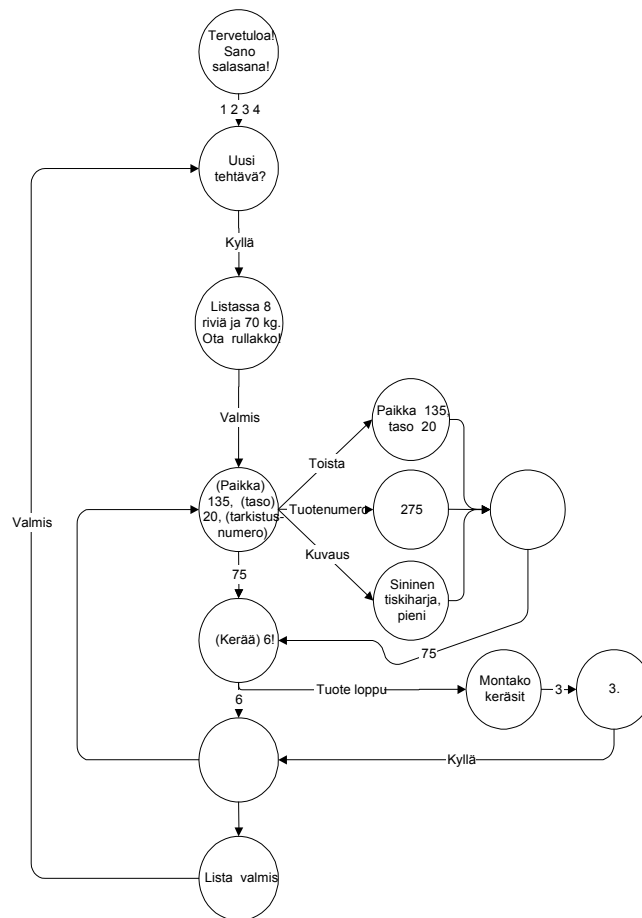 Tervetuloa!
Sano
salasana!
1 2 3 4
Uusi
tehtävä?
Kyllä
Listassa 8
riviä ja 70 kg.
Ota rullakko!
Valmis
Paikka 135,
taso 20
Toista
(Paikka)
135, (taso)
20, (tarkistus-
numero)
Tuotenumero
275
Valmis
Kuvaus
75
Sininen
tiskiharja,
pieni
(Kerää) 6!
75
Tuote loppu
Montako
keräsit
3
3.
6
Kyllä
Lista valmis